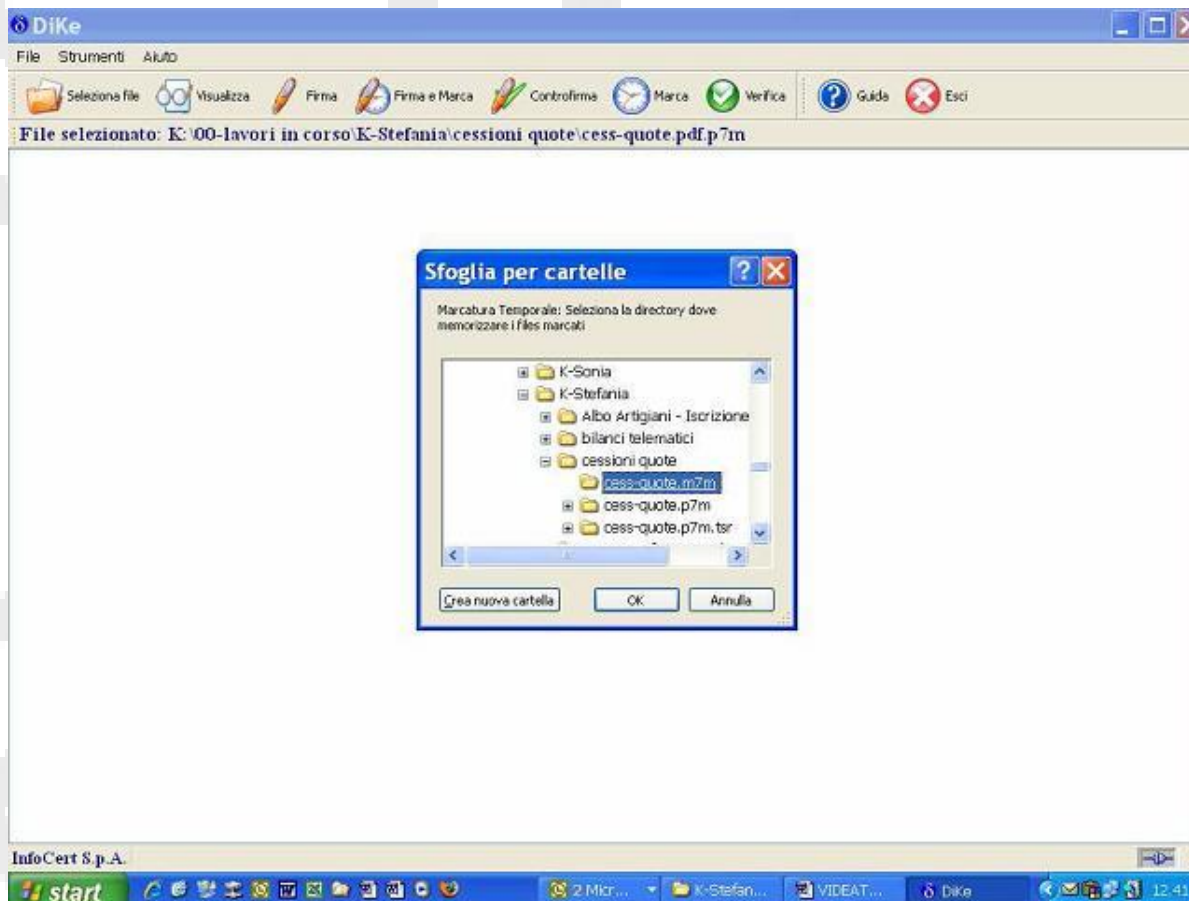 DiKe
File Strumenti Aiuto
Seleziona file Visualizza Firma Firma e Marca Controfirma Marca Verifica Guida Esci
File selezionato: K:\00-lavori in corso\K-Stefania\cessioni quote\cess-quote.pdf.p7m
Sfoglia per cartelle
Marcatura Temporale: Seleziona la directory dove
memorizzare i files marcati
K-Sonia
K-Stefania
Albo Artigiani - Iscrizione
bilanci telematici
cessioni quote
cess-quote.m7m
cess-quote.p7m
cess-quote.p7m.tsr
Crea nuova cartella OK Annulla
InfoCert S.p.A.
start 2 Micr... K-Stefan... VIDEAT... DiKe 12.41